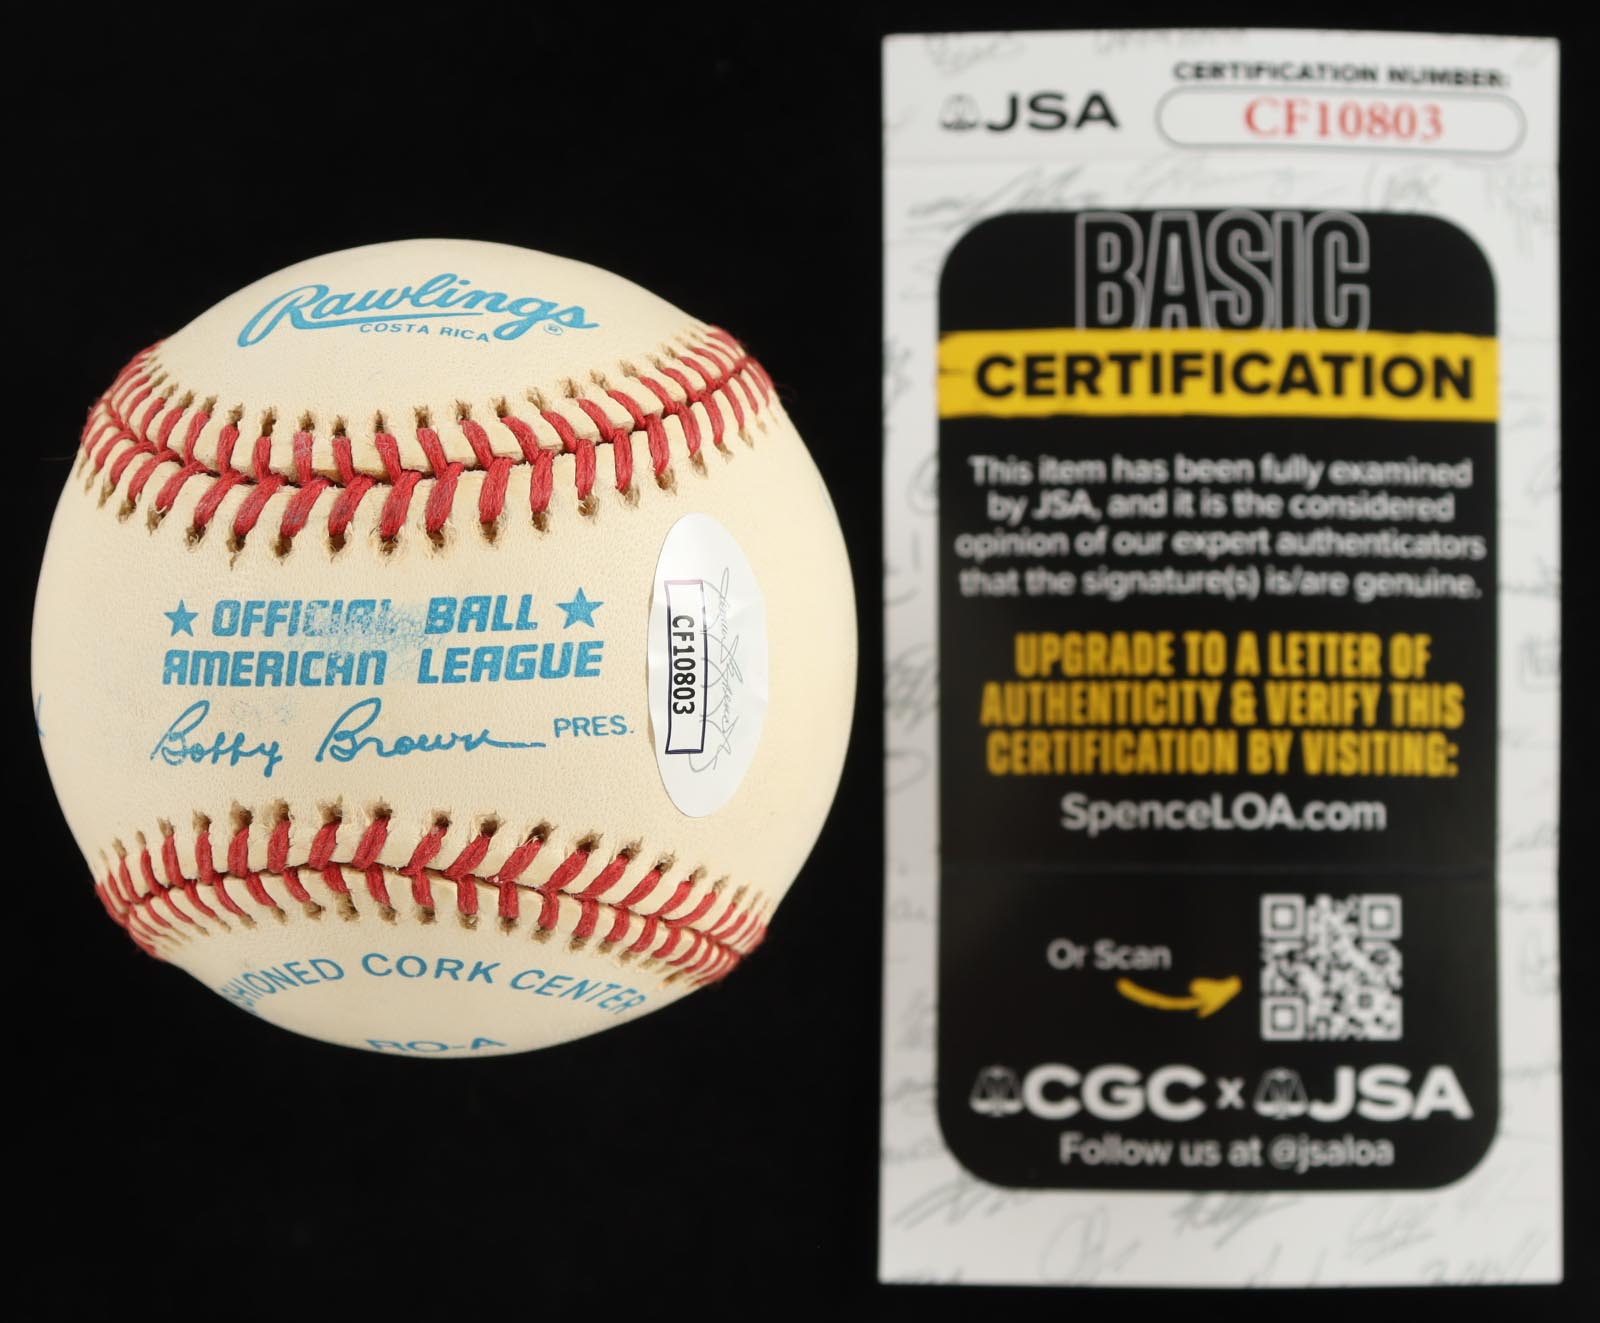 Rawlings ®
COSTA RICA
★ OFFICIAL BALL ★
AMERICAN LEAGUE
Bobby Brown PRES.
CF10803
CORK CENTER
RO-A
JSA
CERTIFICATION NUMBER:
CF10803
BASIC
CERTIFICATION
This item has been fully examined
by JSA, and it is the considered
opinion of our expert authenticators
that the signature(s) is/are genuine.
UPGRADE TO A LETTER OF
AUTHENTICITY & VERIFY THIS
CERTIFICATION BY VISITING:
SpenceLOA.com
Or Scan
CGC x JSA
Follow us at @jsaloa